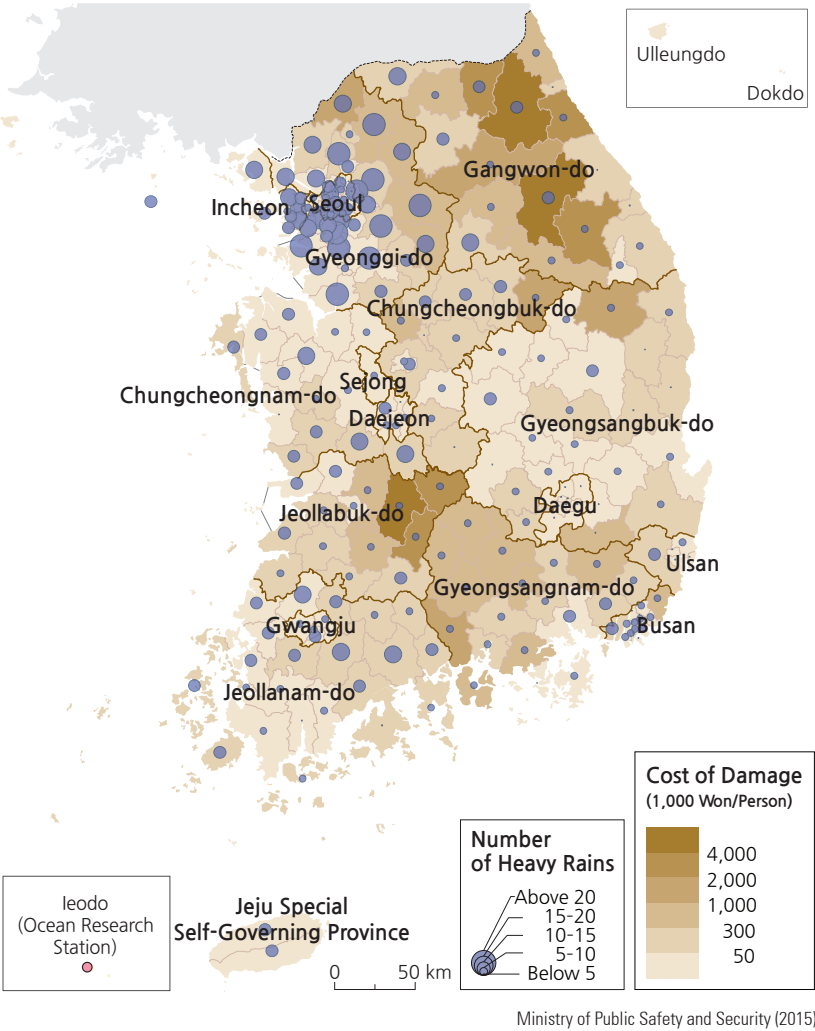 Ulleungdo
Dokdo
Gangwon-do
Incheon
Seoul
Gyeonggi-do
Chungcheongbuk-do
Sejong
Chungcheongnam-do
Daejeon
Gyeongsangbuk-do
Daegu
Jeollabuk-do
Ulsan
Gyeongsangnam-do
Gwangju
Busan
Jeollanam-do
Cost of Damage
(1,000 Won/Person)
4,000
2,000
1,000
300
50
Number
of Heavy Rains
Above 20
15-20
10-15
5-10
Below 5
Ieodo
(Ocean Research
Station)
Jeju Special
Self-Governing Province
0 50 km
Ministry of Public Safety and Security (2015)